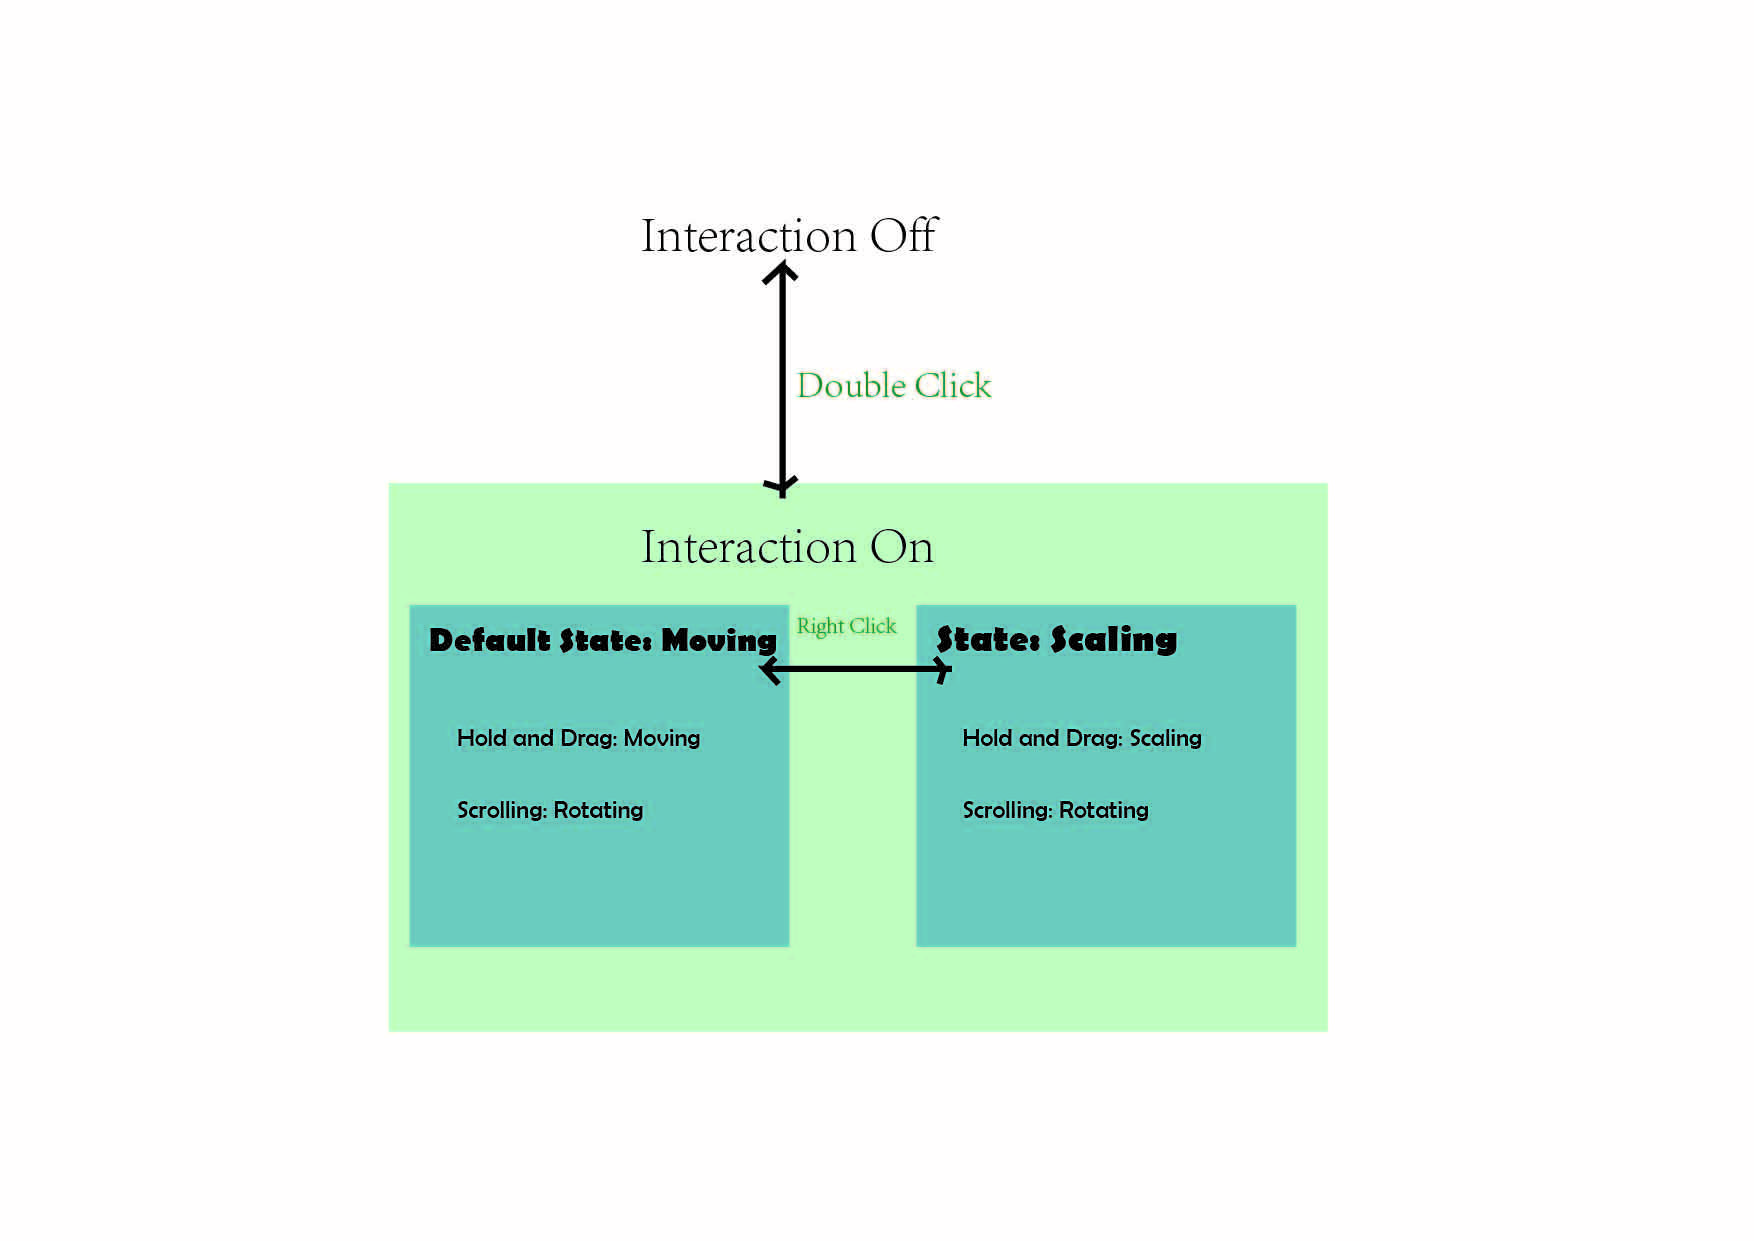 Interaction Off
Double Click
Interaction On
Default State: Moving
Right Click
State: Scaling
Hold and Drag: Moving
Hold and Drag: Scaling
Scrolling: Rotating
Scrolling: Rotating